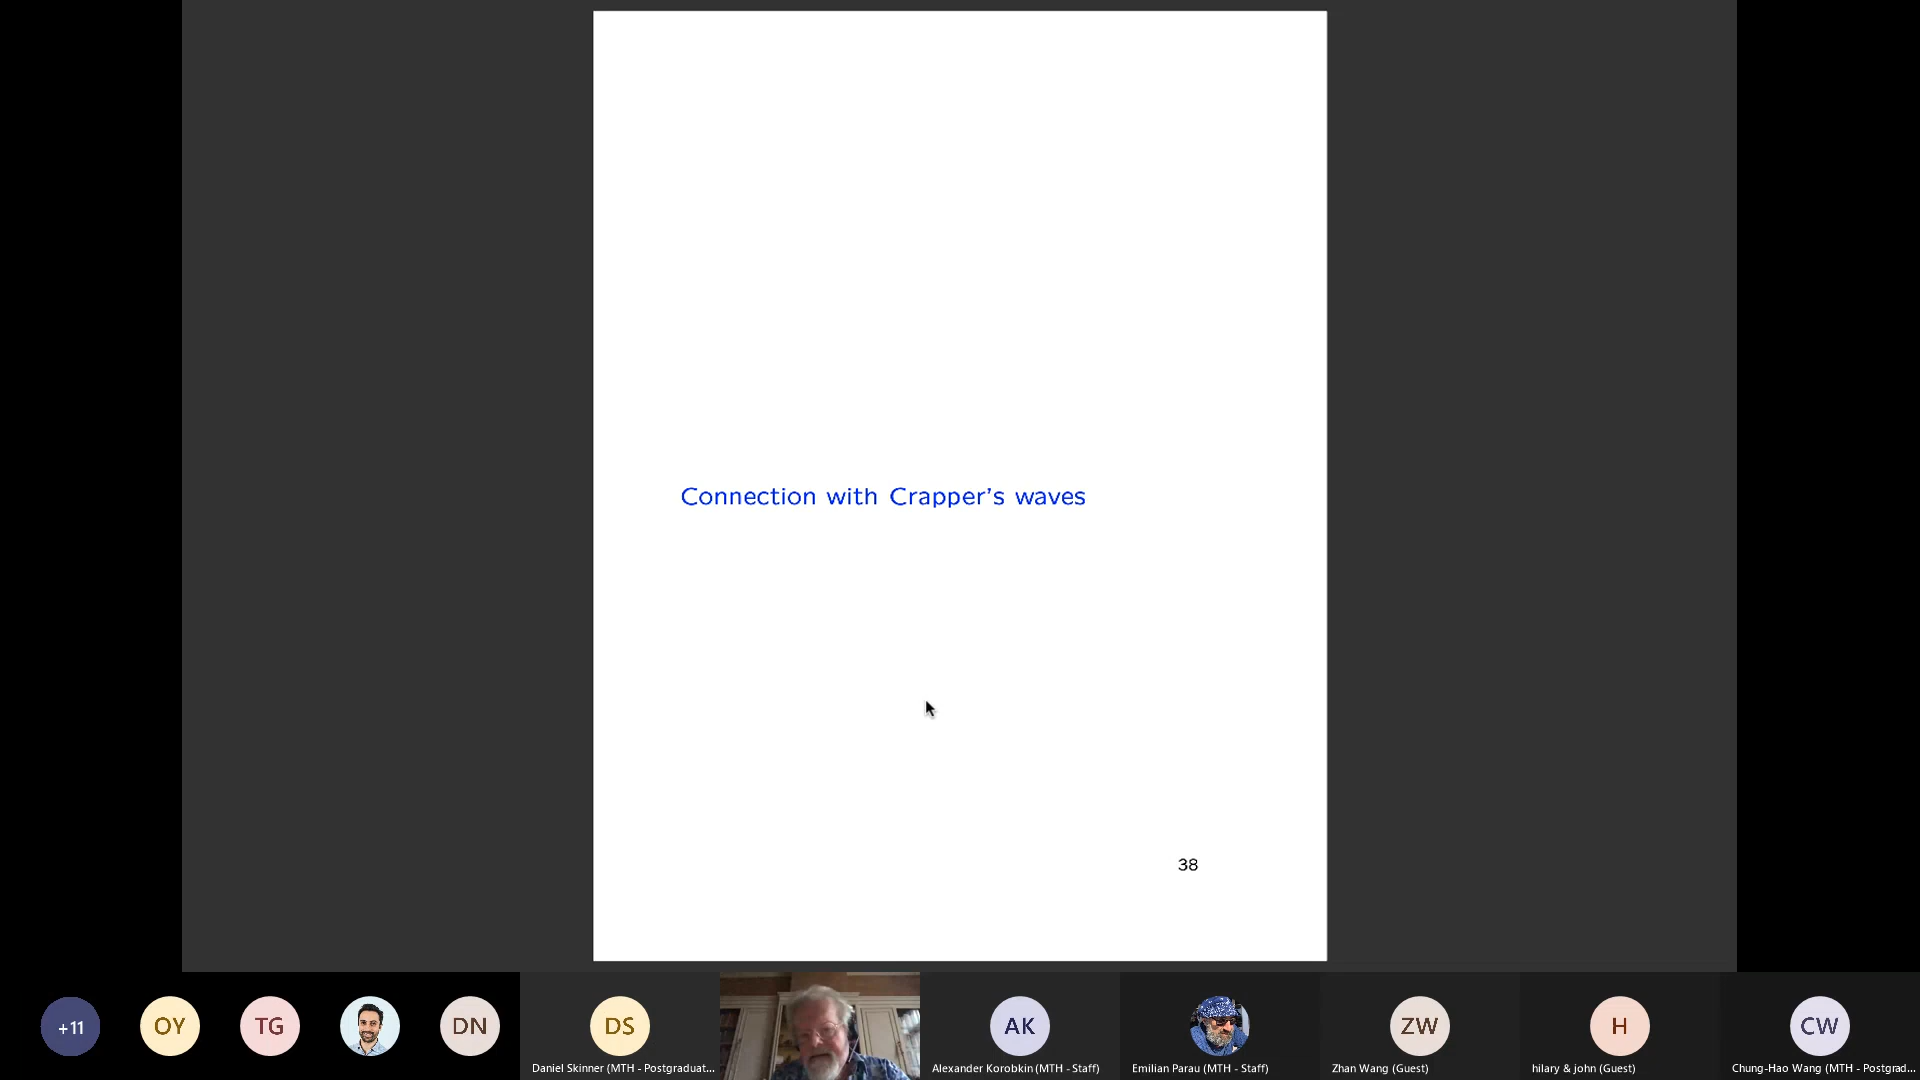 Connection with Crapper's waves
38
+11
OY
TG
DN
DS
AK
ZW
H
CW
Daniel Skinner (MTH - Postgraduat...
Alexander Korobkin (MTH - Staff)
Emilian Parau (MTH - Staff)
Zhan Wang (Guest)
hilary & john (Guest)
Chung-Hao Wang (MTH - Postgrad...